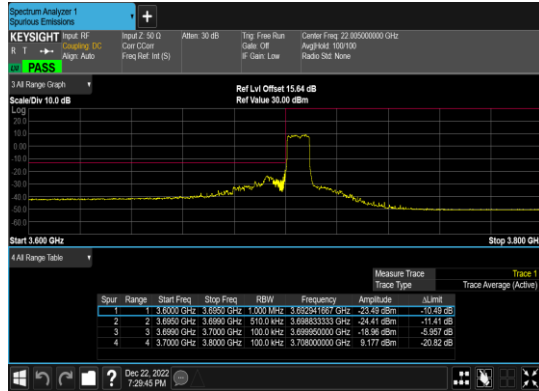 Spectrum Analyzer 1
Spurious Emissions
KEYSIGHT
R T
LXI
PASS
Input: RF
Coupling: DC
Align: Auto
Input Z: 50 Ω
Corr CCorr
Freq Ref: Int (S)
Atten: 30 dB
Trig: Free Run
Gate: Off
IF Gain: Low
Center Freq: 22.005000000 GHz
Avg|Hold: 100/100
Radio Std: None
3 All Range Graph
Scale/Div 10.0 dB
Ref Lvl Offset 15.64 dB
Ref Value 30.00 dBm
Log
20.0
10.0
0.00
-10.0
-20.0
-30.0
-40.0
-50.0
-60.0
Start 3.600 GHz
Stop 3.800 GHz
4 All Range Table
Measure Trace Trace 1
Trace Type Trace Average (Active)
Spur Range Start Freq Stop Freq RBW Frequency Amplitude ΔLimit
1 1 3.6000 GHz 3.6950 GHz 1.000 MHz 3.692941667 GHz -23.49 dBm -10.49 dB
2 2 3.6950 GHz 3.6990 GHz 510.0 kHz 3.698833333 GHz -24.41 dBm -11.41 dB
3 3 3.6990 GHz 3.7000 GHz 100.0 kHz 3.699950000 GHz -18.96 dBm -5.957 dB
4 4 3.7000 GHz 3.8000 GHz 100.0 kHz 3.708000000 GHz 9.177 dBm -20.82 dB
Dec 22, 2022
7:29:45 PM